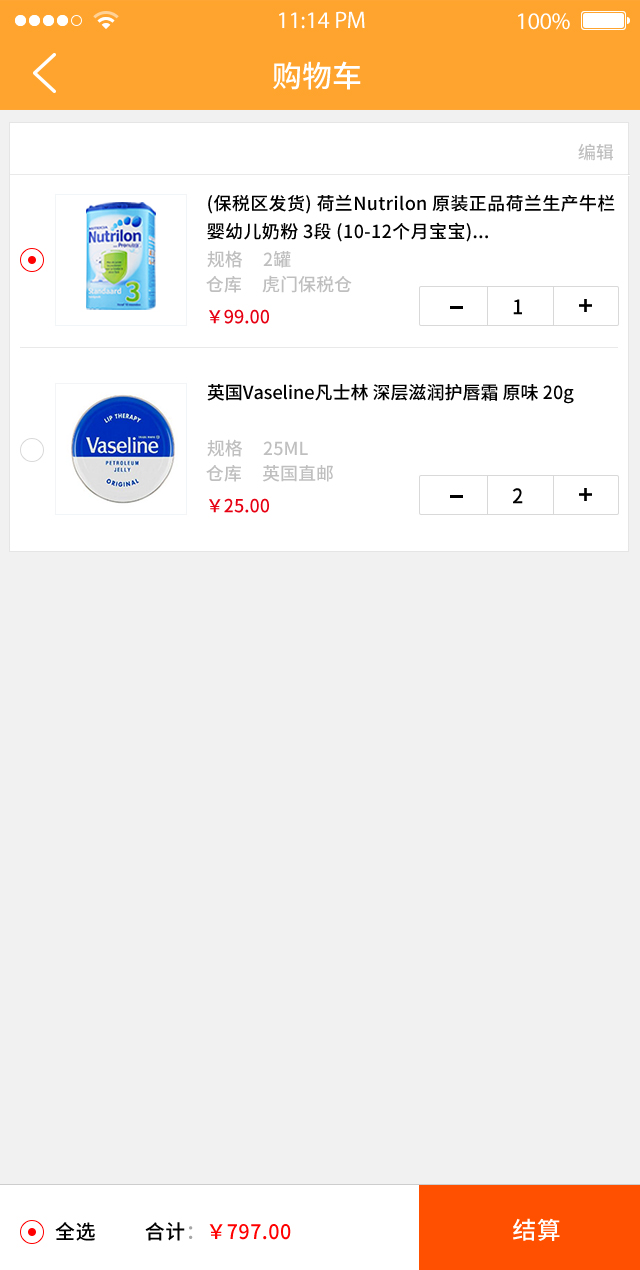 11:14 PM
100%
购物车
编辑
(保税区发货) 荷兰Nutrilon 原装正品荷兰生产牛栏
婴幼儿奶粉 3段 (10-12个月宝宝)...
规格 2罐
仓库 虎门保税仓
￥99.00
- 1 +
Nutrilon
Pronutra
Standaard 3
英国Vaseline凡士林 深层滋润护唇霜 原味 20g
规格 25ML
仓库 英国直邮
￥25.00
- 2 +
LIP THERAPY
Vaseline
PETROLEUM
JELLY
ORIGINAL
全选 合计: ￥797.00
结算